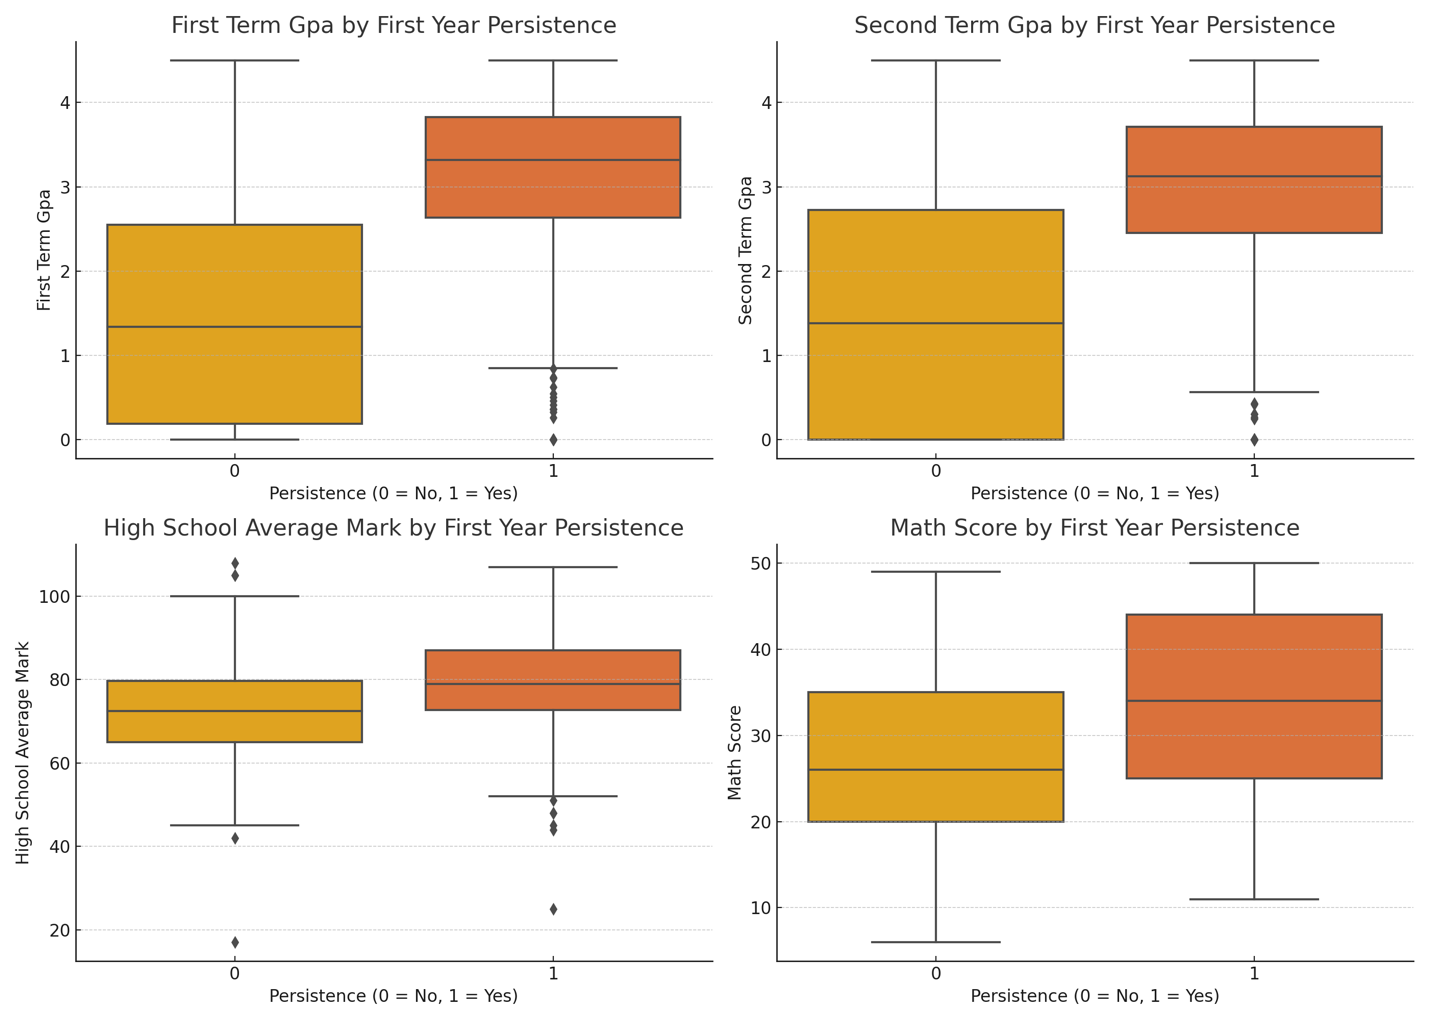 First Term Gpa by First Year Persistence
First Term Gpa
4
3
2
1
0
0
1
Persistence (0 = No, 1 = Yes)
Second Term Gpa by First Year Persistence
Second Term Gpa
4
3
2
1
0
0
1
Persistence (0 = No, 1 = Yes)
High School Average Mark by First Year Persistence
High School Average Mark
100
80
60
40
20
0
1
Persistence (0 = No, 1 = Yes)
Math Score by First Year Persistence
Math Score
50
40
30
20
10
0
1
Persistence (0 = No, 1 = Yes)